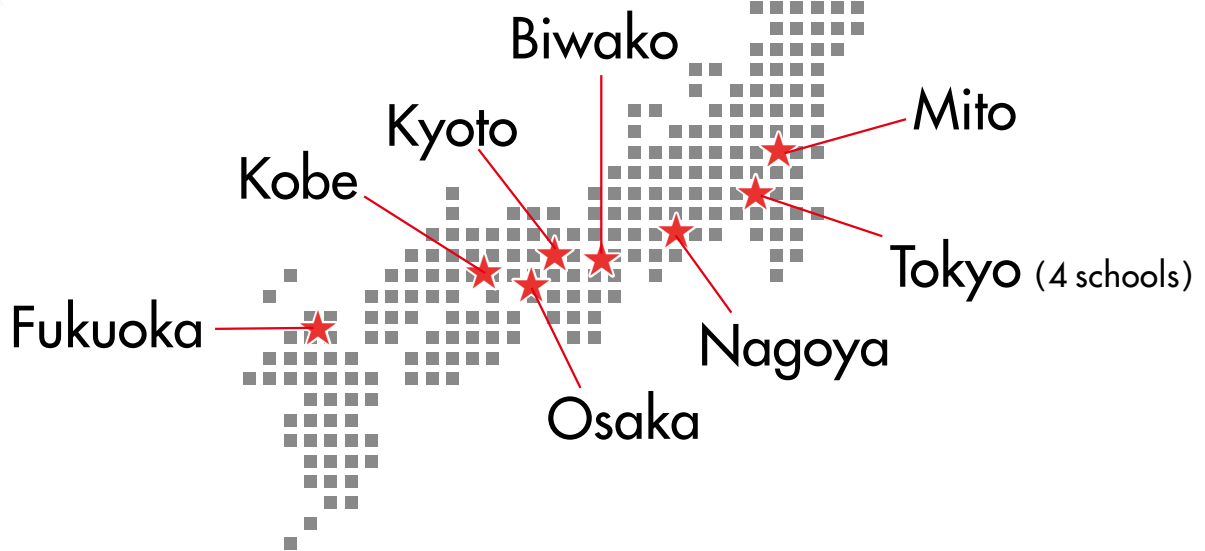 Biwako
Mito
Kyoto
Kobe
Tokyo (4 schools)
Fukuoka
Nagoya
Osaka